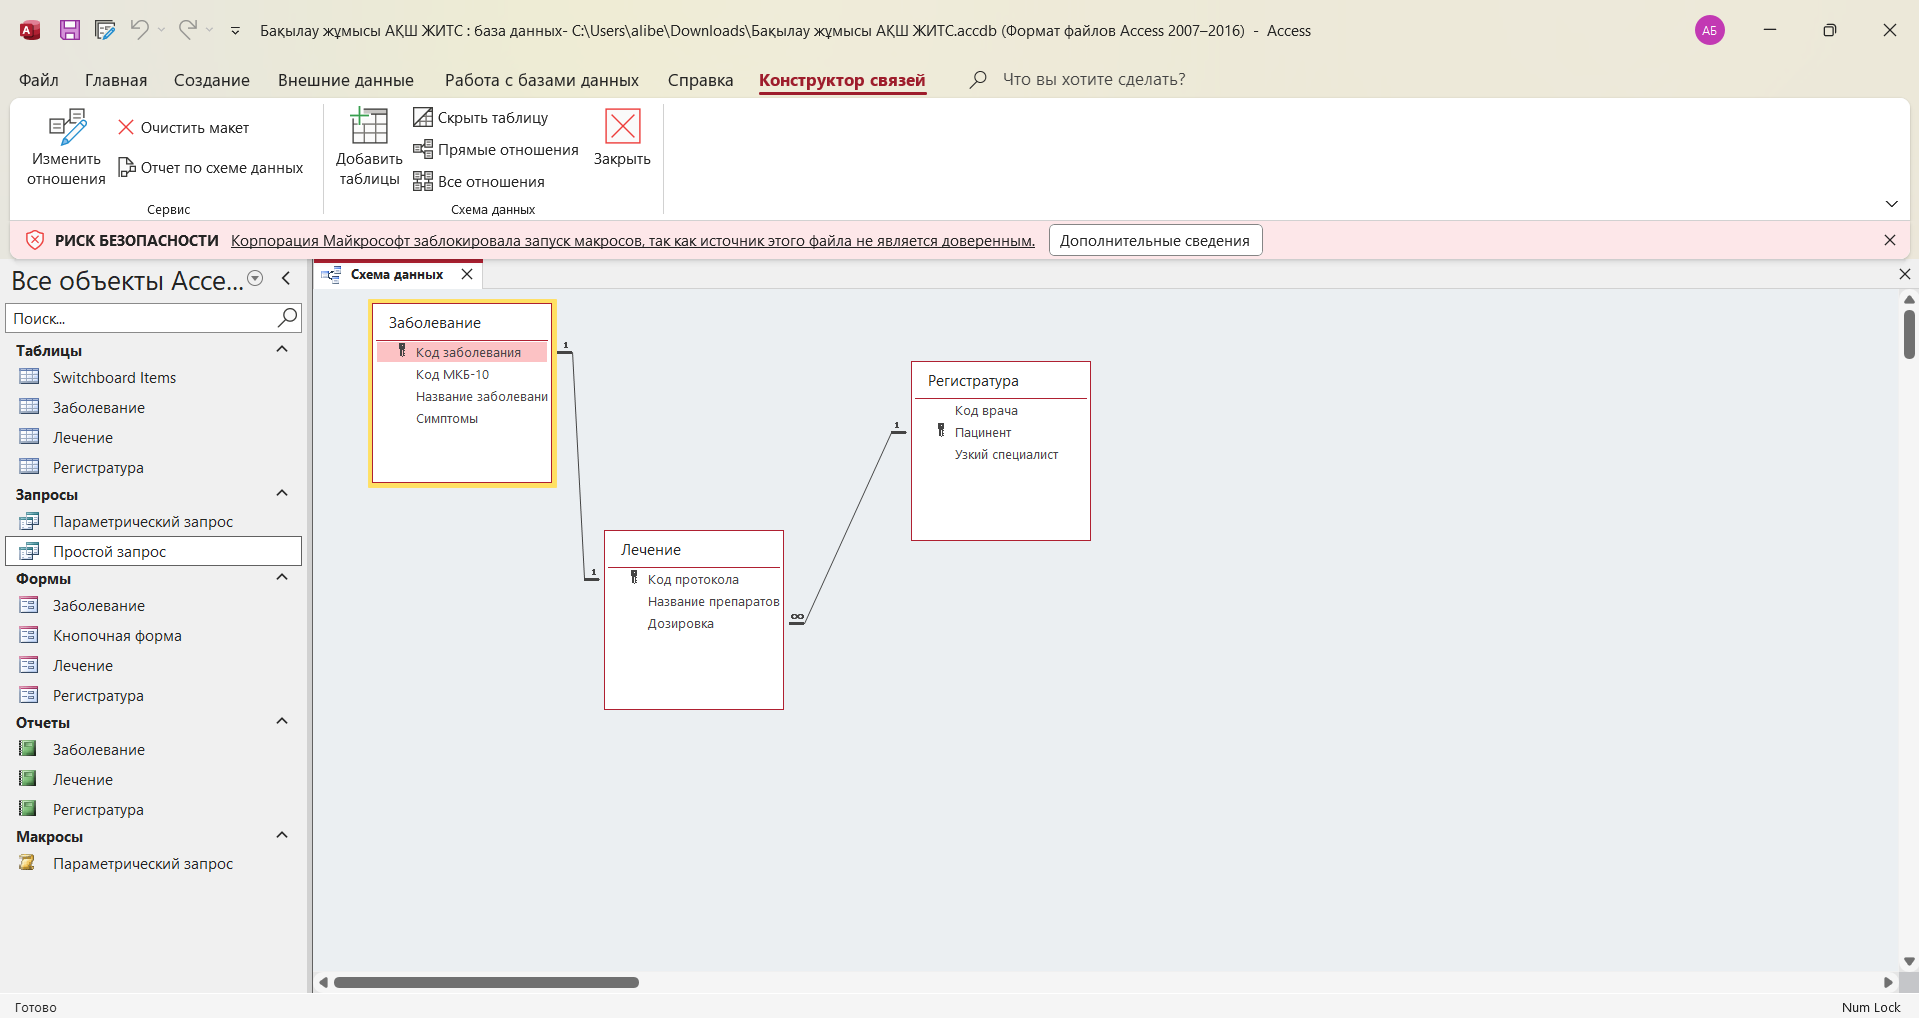 Бақылау жұмысы АҚШ ЖИТС : база данных- C:\Users\alibe\Downloads\Бақылау жұмысы АҚШ ЖИТС.accdb (Формат файлов Access 2007–2016) - Access
АБ
Файл Главная Создание Внешние данные Работа с базами данных Справка Конструктор связей Что вы хотите сделать?
Изменить отношения
Очистить макет
Отчет по схеме данных
Сервис
Добавить таблицы
Скрыть таблицу
Прямые отношения
Все отношения
Закрыть
Схема данных
РИСК БЕЗОПАСНОСТИ Корпорация Майкрософт заблокировала запуск макросов, так как источник этого файла не является доверенным. Дополнительные сведения
Все объекты Acce...
Поиск...
Таблицы
Switchboard Items
Заболевание
Лечение
Регистратура
Запросы
Параметрический запрос
Простой запрос
Формы
Заболевание
Кнопочная форма
Лечение
Регистратура
Отчеты
Заболевание
Лечение
Регистратура
Макросы
Параметрический запрос
Схема данных
Заболевание
Код заболевания
Код МКБ-10
Название заболевани
Симптомы
1
1
Лечение
Код протокола
Название препаратов
Дозировка
∞
1
Регистратура
Код врача
Пацинент
Узкий специалист
Готово
Num Lock